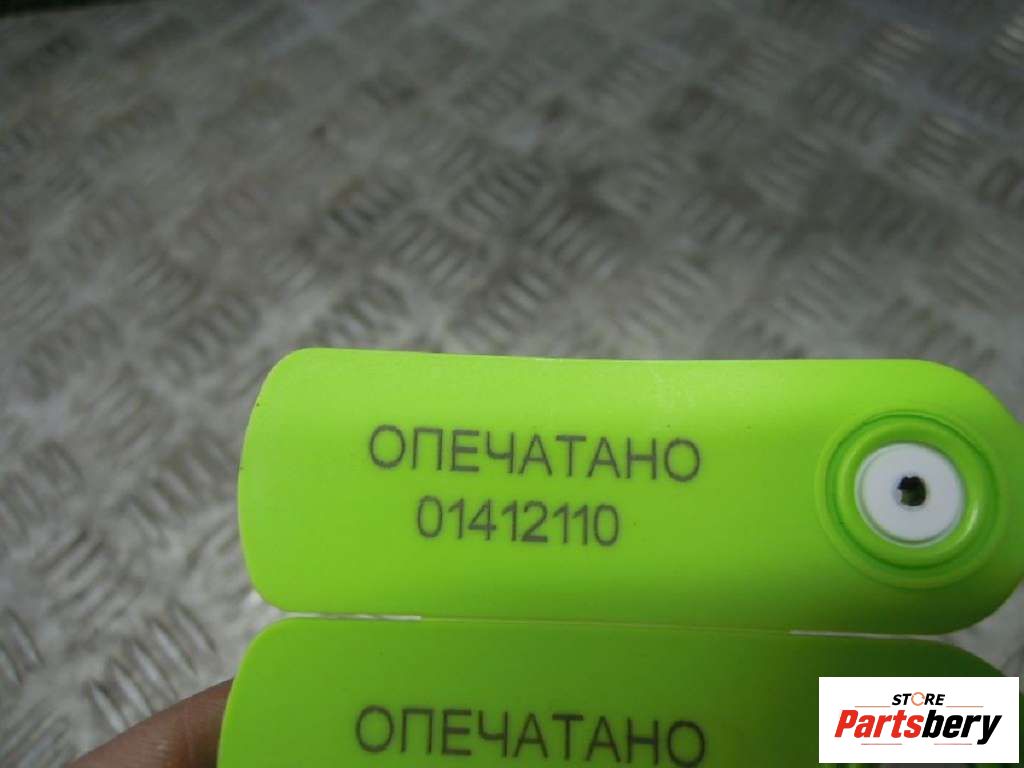 ОПЕЧАТАНО
01412110
ОПЕЧАТАНО
STORE
Partsbery